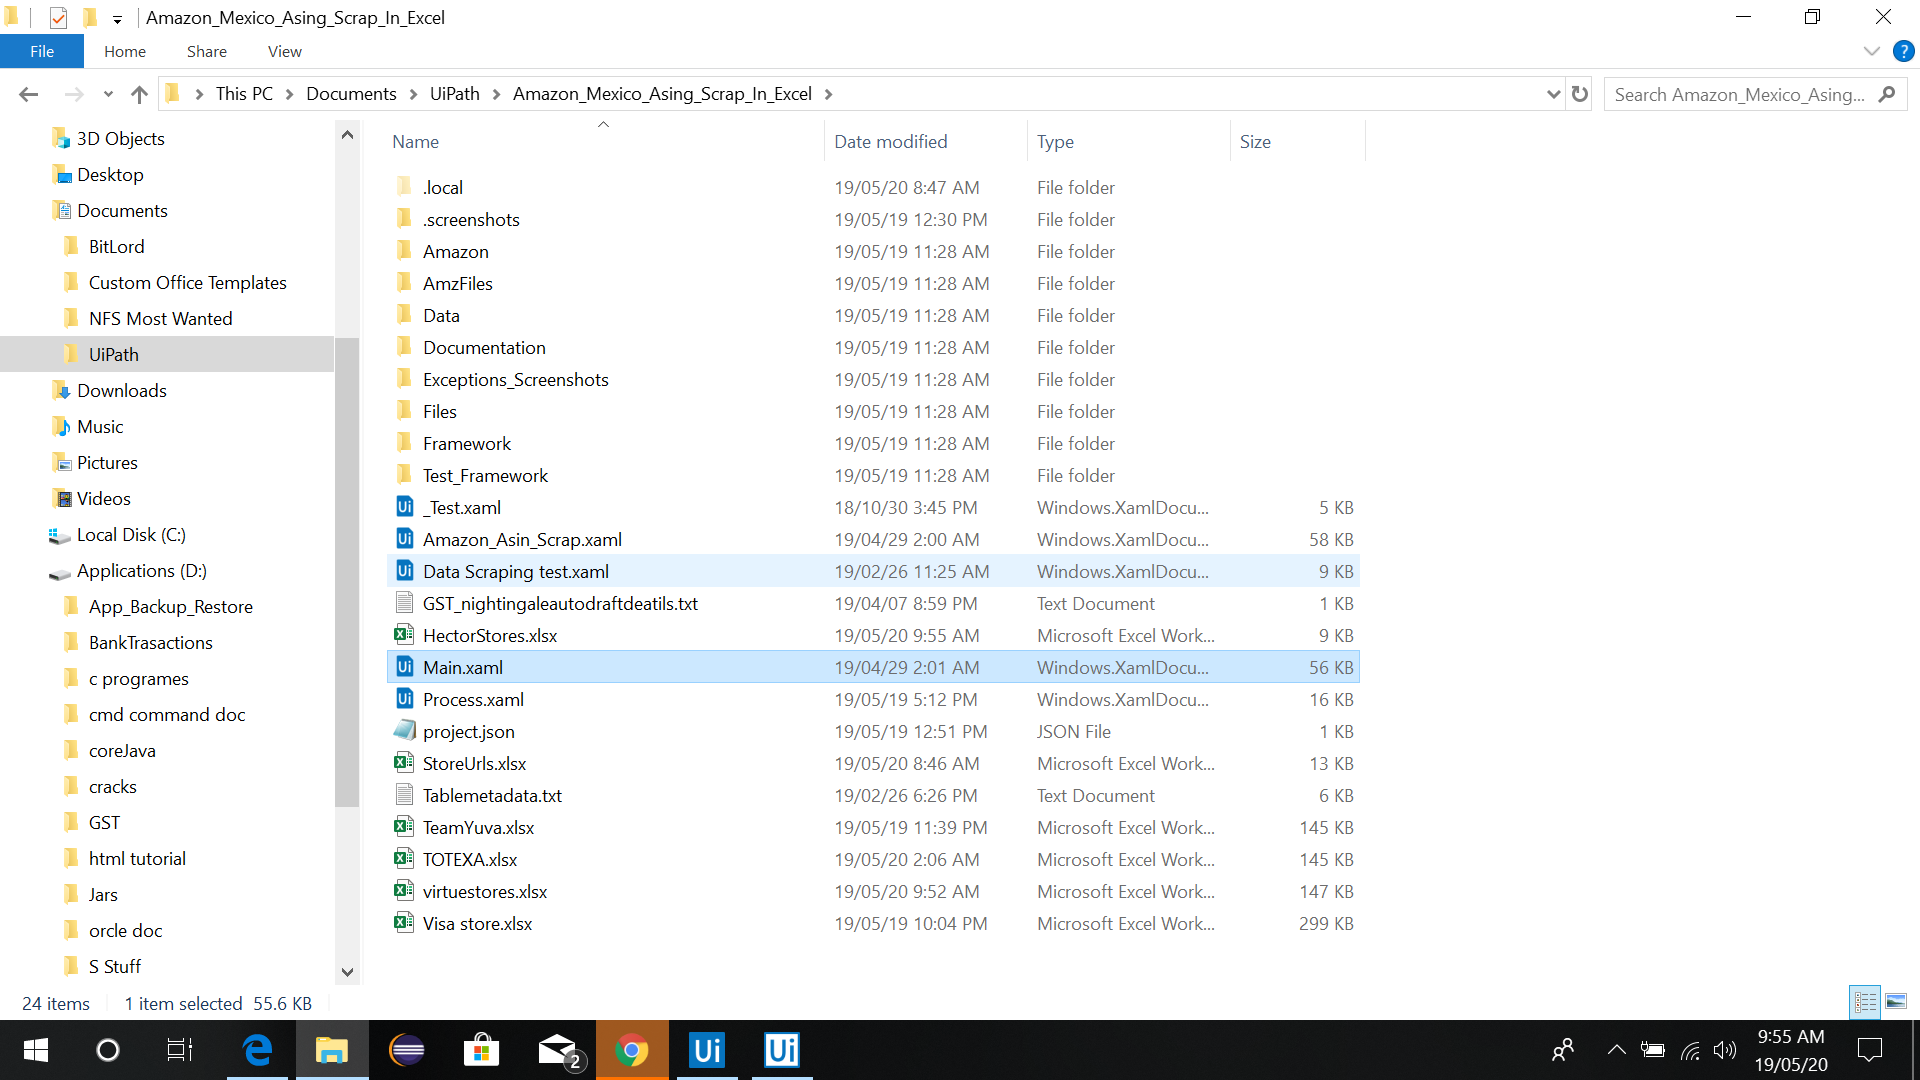 Amazon_Mexico_Asing_Scrap_In_Excel
File Home Share View
This PC Documents UiPath Amazon_Mexico_Asing_Scrap_In_Excel Search Amazon_Mexico_Asing...
3D Objects
Desktop
Documents
BitLord
Custom Office Templates
NFS Most Wanted
UiPath
Downloads
Music
Pictures
Videos
Local Disk (C:)
Applications (D:)
App_Backup_Restore
BankTrasactions
c programes
cmd command doc
coreJava
cracks
GST
html tutorial
Jars
orcle doc
S Stuff
Name Date modified Type Size
.local 19/05/20 8:47 AM File folder
.screenshots 19/05/19 12:30 PM File folder
Amazon 19/05/19 11:28 AM File folder
AmzFiles 19/05/19 11:28 AM File folder
Data 19/05/19 11:28 AM File folder
Documentation 19/05/19 11:28 AM File folder
Exceptions_Screenshots 19/05/19 11:28 AM File folder
Files 19/05/19 11:28 AM File folder
Framework 19/05/19 11:28 AM File folder
Test_Framework 19/05/19 11:28 AM File folder
Ui _Test.xaml 18/10/30 3:45 PM Windows.XamlDocu... 5 KB
Ui Amazon_Asin_Scrap.xaml 19/04/29 2:00 AM Windows.XamlDocu... 58 KB
Ui Data Scraping test.xaml 19/02/26 11:25 AM Windows.XamlDocu... 9 KB
GST_nightingaleautodraftdeatils.txt 19/04/07 8:59 PM Text Document 1 KB
HectorStores.xlsx 19/05/20 9:55 AM Microsoft Excel Work... 9 KB
Ui Main.xaml 19/04/29 2:01 AM Windows.XamlDocu... 56 KB
Ui Process.xaml 19/05/19 5:12 PM Windows.XamlDocu... 16 KB
project.json 19/05/19 12:51 PM JSON File 1 KB
StoreUrls.xlsx 19/05/20 8:46 AM Microsoft Excel Work... 13 KB
Tablemetadata.txt 19/02/26 6:26 PM Text Document 6 KB
TeamYuva.xlsx 19/05/19 11:39 PM Microsoft Excel Work... 145 KB
TOTEXA.xlsx 19/05/20 2:06 AM Microsoft Excel Work... 145 KB
virtuestores.xlsx 19/05/20 9:52 AM Microsoft Excel Work... 147 KB
Visa store.xlsx 19/05/19 10:04 PM Microsoft Excel Work... 299 KB
24 items 1 item selected 55.6 KB
2 Ui Ui 9:55 AM
19/05/20